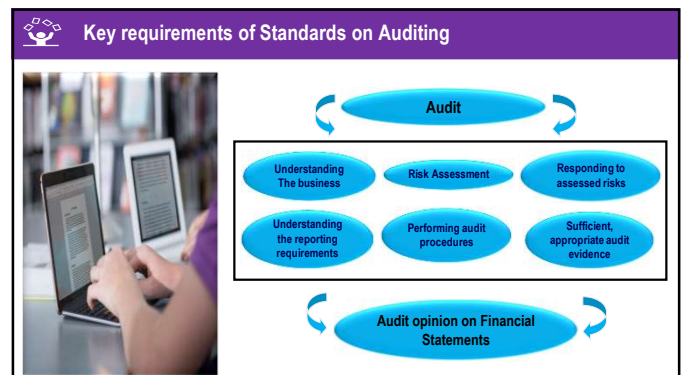 Key requirements of Standards on Auditing
Audit
Understanding
The business
Risk Assessment
Responding to
assessed risks
Understanding
the reporting
requirements
Performing audit
procedures
Sufficient,
appropriate audit
evidence
Audit opinion on Financial
Statements